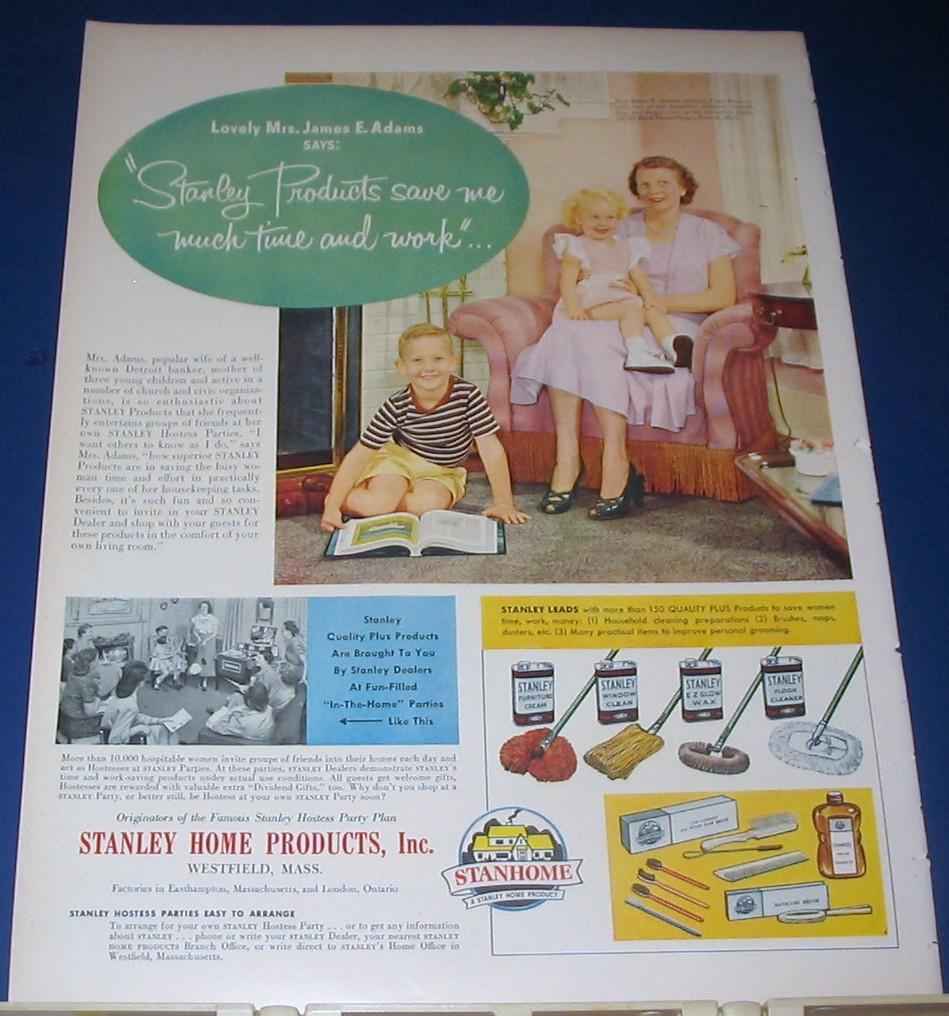 Lovely Mrs. James E. Adams
SAYS:
"Stanley Products save me
much time and work"...
Mrs. Adams, popular wife of a well-
known Detroit banker, mother of
three young children and active in a
number of church and civic organiza-
tions, is so enthusiastic about
STANLEY Products that she frequent-
ly entertains groups of friends at her
own STANLEY Hostess Parties. "I
want others to know as I do," says
Mrs. Adams, "how superior STANLEY
Products are in saving the busy wo-
man time and effort in practically
every one of her housekeeping tasks.
Besides, it's such fun and so con-
venient to invite in your STANLEY
Dealer and shop with your guests for
these products in the comfort of your
own living room."
Stanley
Quality Plus Products
Are Brought To You
By Stanley Dealers
At Fun-Filled
"In-The-Home" Parties
Like This
More than 10,000 hospitable women invite groups of friends into their homes each day and
act as Hostesses at STANLEY Parties. At these parties, STANLEY Dealers demonstrate STANLEY'S
time and work-saving products under actual use conditions. All guests get welcome gifts,
Hostesses are rewarded with valuable extra "Dividend Gifts," too. Why don't you shop at a
STANLEY Party, or better still, be Hostess at your own STANLEY Party soon?
Originators of the Famous Stanley Hostess Party Plan
STANLEY HOME PRODUCTS, Inc.
WESTFIELD, MASS.
Factories in Easthampton, Massachusetts, and London, Ontario
STANLEY HOSTESS PARTIES EASY TO ARRANGE
To arrange for your own STANLEY Hostess Party . . . or to get any information
about STANLEY . . . phone or write your STANLEY Dealer, your nearest STANLEY
HOME PRODUCTS Branch Office, or write direct to STANLEY'S Home Office in
Westfield, Massachusetts.
STANLEY LEADS with more than 150 QUALITY PLUS Products to save women
time, work, money: (1) Household cleaning preparations (2) Brushes, mops,
dusters, etc. (3) Many practical items to improve personal grooming.
STANLEY
FURNITURE
CREAM
STANLEY
WINDOW
CLEAN
STANLEY
EZ GLOW
WAX
STANLEY
FLOOR
CLEANER
STANHOME
A STANLEY HOME PRODUCT